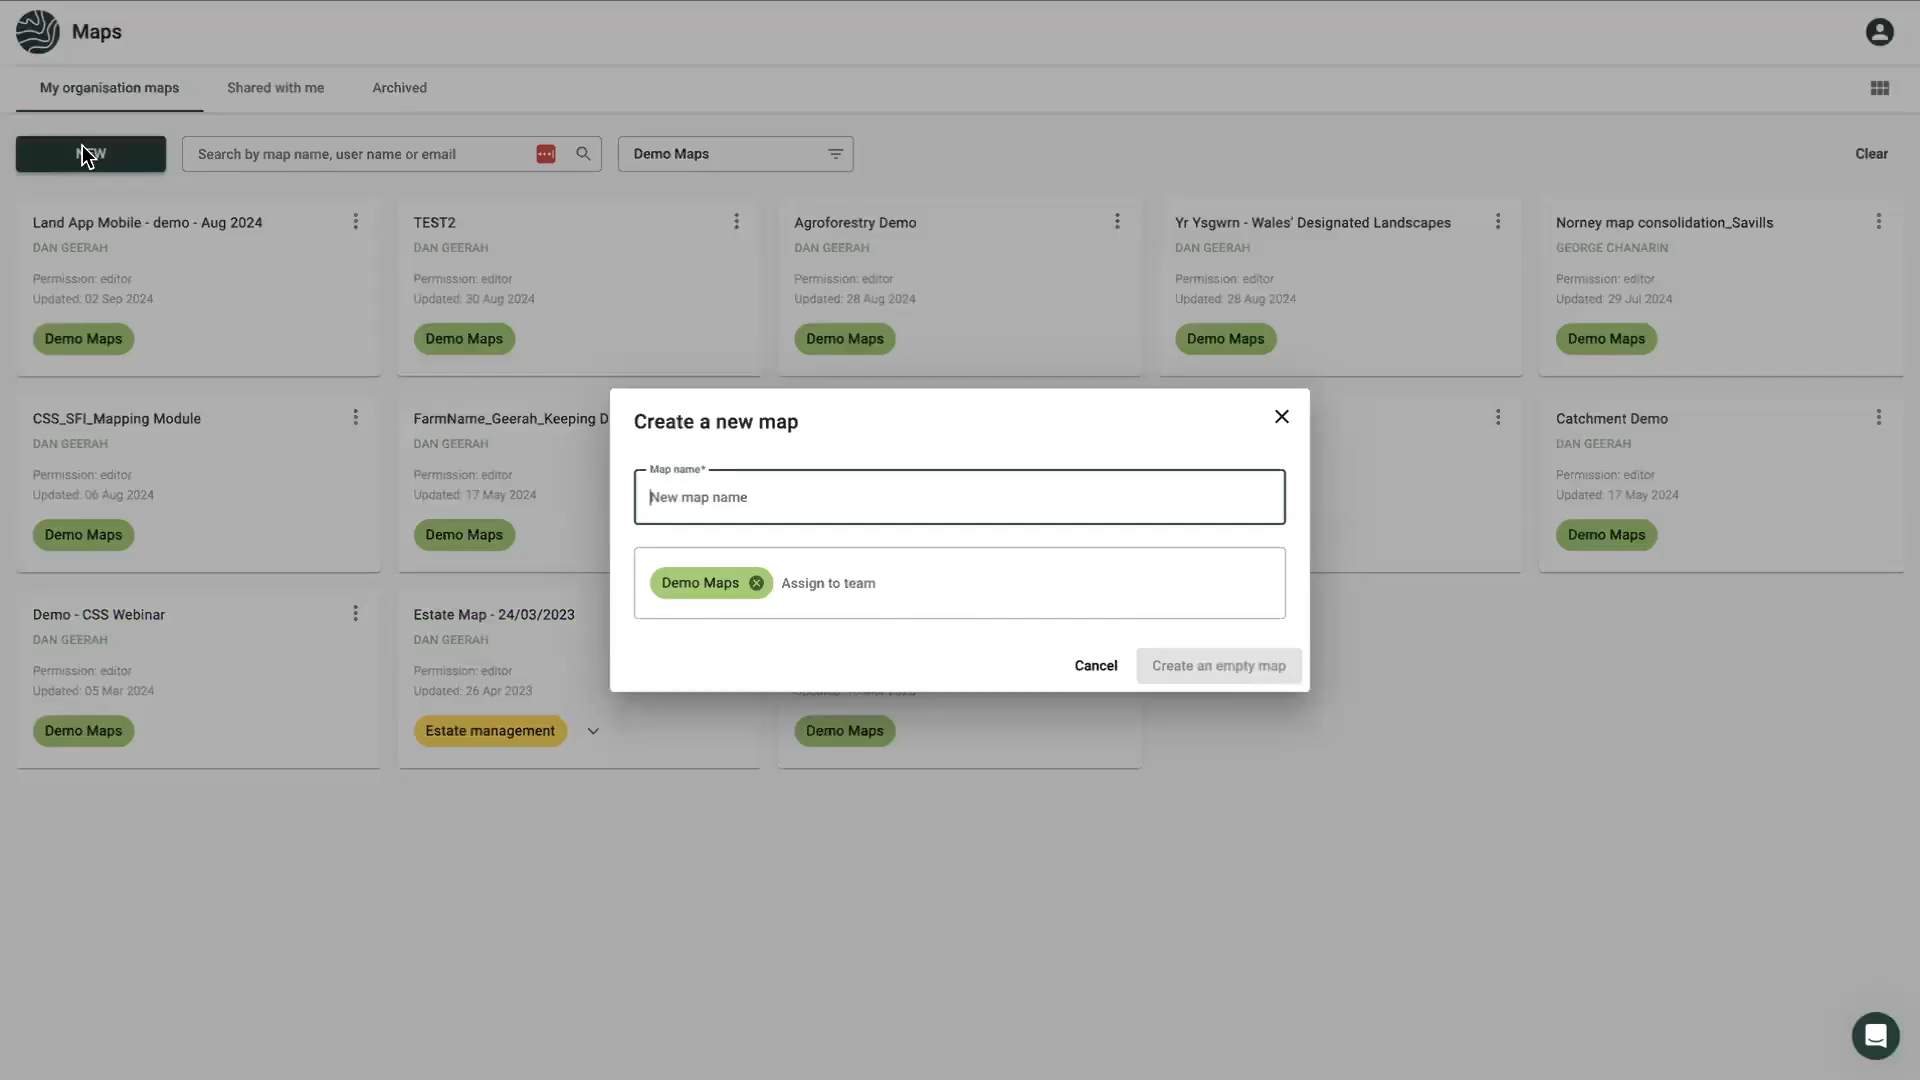 Maps
My organisation maps
Shared with me
Archived
Search by map name, user name or email
Demo Maps
Clear
Land App Mobile - demo - Aug 2024
DAN GEERAH
Permission: editor
Updated: 02 Sep 2024
Demo Maps
TEST2
DAN GEERAH
Permission: editor
Updated: 30 Aug 2024
Demo Maps
Agroforestry Demo
DAN GEERAH
Permission: editor
Updated: 28 Aug 2024
Demo Maps
Yr Ysgwrn - Wales' Designated Landscapes
DAN GEERAH
Permission: editor
Updated: 28 Aug 2024
Demo Maps
Norney map consolidation_Savills
GEORGE CHANARIN
Permission: editor
Updated: 29 Jul 2024
Demo Maps
CSS_SFI_Mapping Module
DAN GEERAH
Permission: editor
Updated: 06 Aug 2024
Demo Maps
FarmName_Geerah_Keeping D
DAN GEERAH
Permission: editor
Updated: 17 May 2024
Demo Maps
Catchment Demo
DAN GEERAH
Permission: editor
Updated: 17 May 2024
Demo Maps
Demo - CSS Webinar
DAN GEERAH
Permission: editor
Updated: 05 Mar 2024
Demo Maps
Estate Map - 24/03/2023
DAN GEERAH
Permission: editor
Updated: 26 Apr 2023
Estate management
Demo Maps
Create a new map
Map name*
New map name
Demo Maps
Assign to team
Cancel
Create an empty map